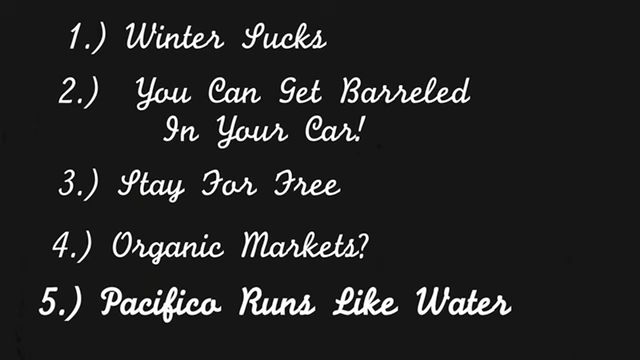 1.) Winter Sucks
2.) You Can Get Barreled
In Your Car!
3.) Stay For Free
4.) Organic Markets?
5.) Pacifico Runs Like Water